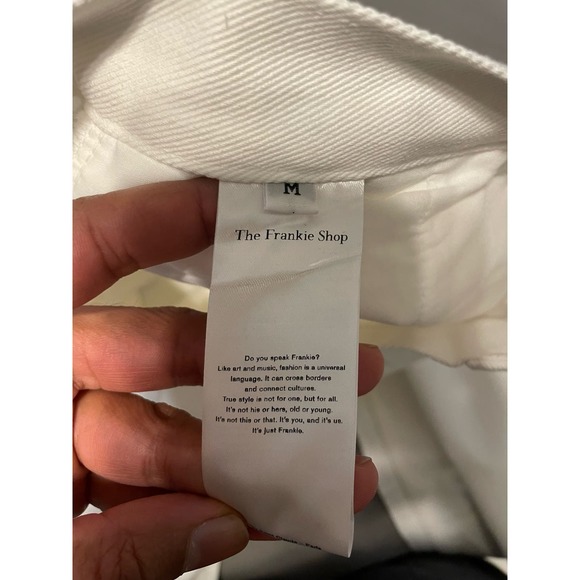 M
The Frankie Shop
Do you speak Frankie?
Like art and music, fashion is a universal
language. It can cross borders
and connect cultures.
True style is not for one, but for all.
It's not his or hers, old or young.
It's not this or that. It's you, and it's us.
It's just Frankie.